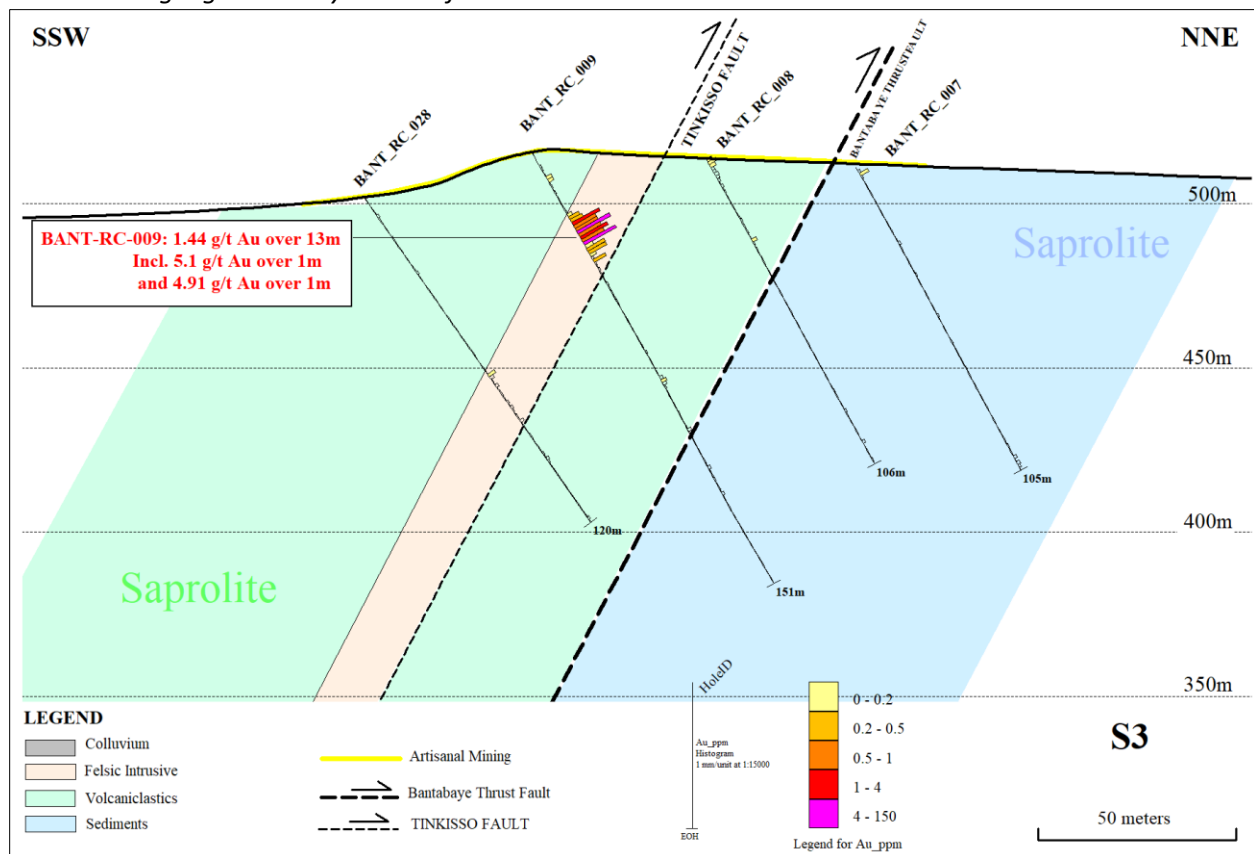 SSW
NNE
BANT_RC_028
BANT_RC_009
TINKISSO FAULT
BANT_RC_008
BANTABAYE THRUSTFAULT
BANT_RC_007
500m
Saprolite
BANT-RC-009: 1.44 g/t Au over 13m
Incl. 5.1 g/t Au over 1m
and 4.91 g/t Au over 1m
450m
106m
105m
120m
400m
151m
Saprolite
350m
LEGEND
Colluvium
Felsic Intrusive
Volcaniclastics
Sediments
Artisanal Mining
Bantabaye Thrust Fault
TINKISSO FAULT
HoleID
Au_ppm
Histogram
1 mm/unit at 1:15000
EOH
0 - 0.2
0.2 - 0.5
0.5 - 1
1 - 4
4 - 150
Legend for Au_ppm
S3
50 meters